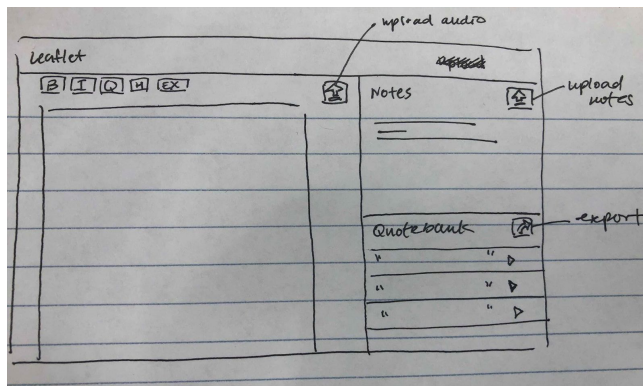 upload audio
Leaflet
B I Q H EX
Notes
upload notes
Quotebank
export
" "
" "
" "